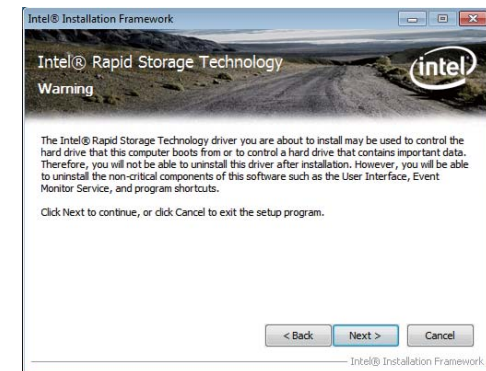 Intel® Installation Framework
Intel® Rapid Storage Technology
intel
Warning
The Intel® Rapid Storage Technology driver you are about to install may be used to control the
hard drive that this computer boots from or to control a hard drive that contains important data.
Therefore, you will not be able to uninstall this driver after installation. However, you will be able
to uninstall the non-critical components of this software such as the User Interface, Event
Monitor Service, and program shortcuts.
Click Next to continue, or click Cancel to exit the setup program.
< Back Next > Cancel
Intel® Installation Framework